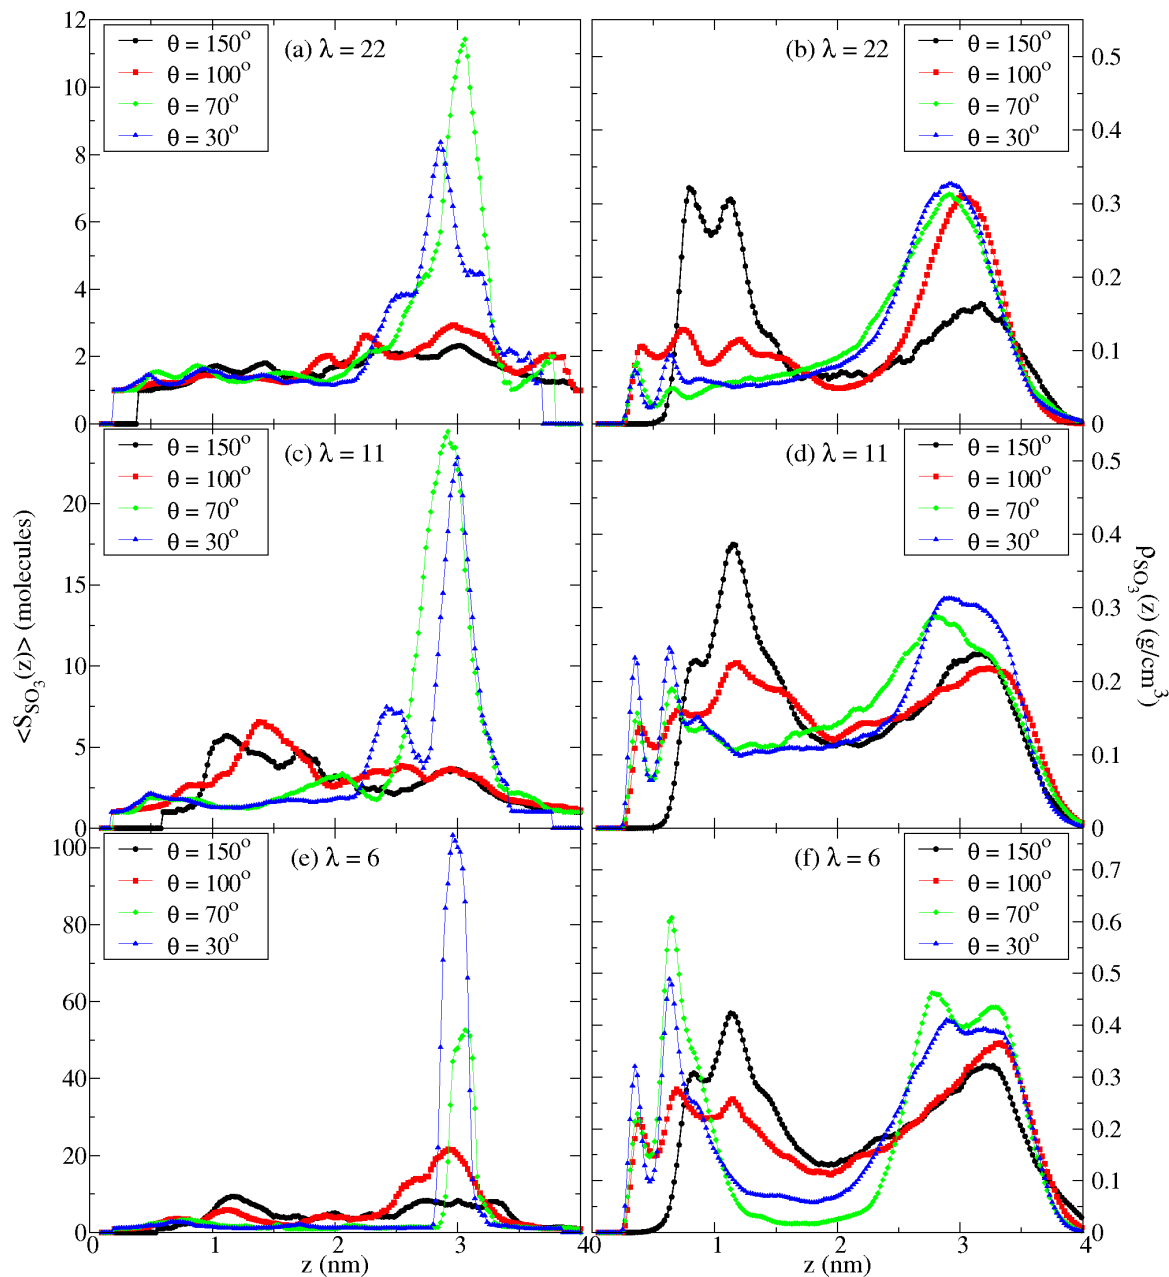 12
10
8
6
4
2
0
θ = 150°
θ = 100°
θ = 70°
θ = 30°
(a) λ = 22
(b) λ = 22
θ = 150°
θ = 100°
θ = 70°
θ = 30°
0.5
0.4
0.3
0.2
0.1
0
20
15
10
5
0
θ = 150°
θ = 100°
θ = 70°
θ = 30°
(c) λ = 11
(d) λ = 11
θ = 150°
θ = 100°
θ = 70°
θ = 30°
0.5
0.4
0.3
0.2
0.1
0
<S_SO₃(z)> (molecules)
ρ_SO₃(z) (g/cm³)
100
80
60
40
20
0
θ = 150°
θ = 100°
θ = 70°
θ = 30°
(e) λ = 6
(f) λ = 6
θ = 150°
θ = 100°
θ = 70°
θ = 30°
0.7
0.6
0.5
0.4
0.3
0.2
0.1
0
0 1 2 3 4
0 1 2 3 4
z (nm)
z (nm)